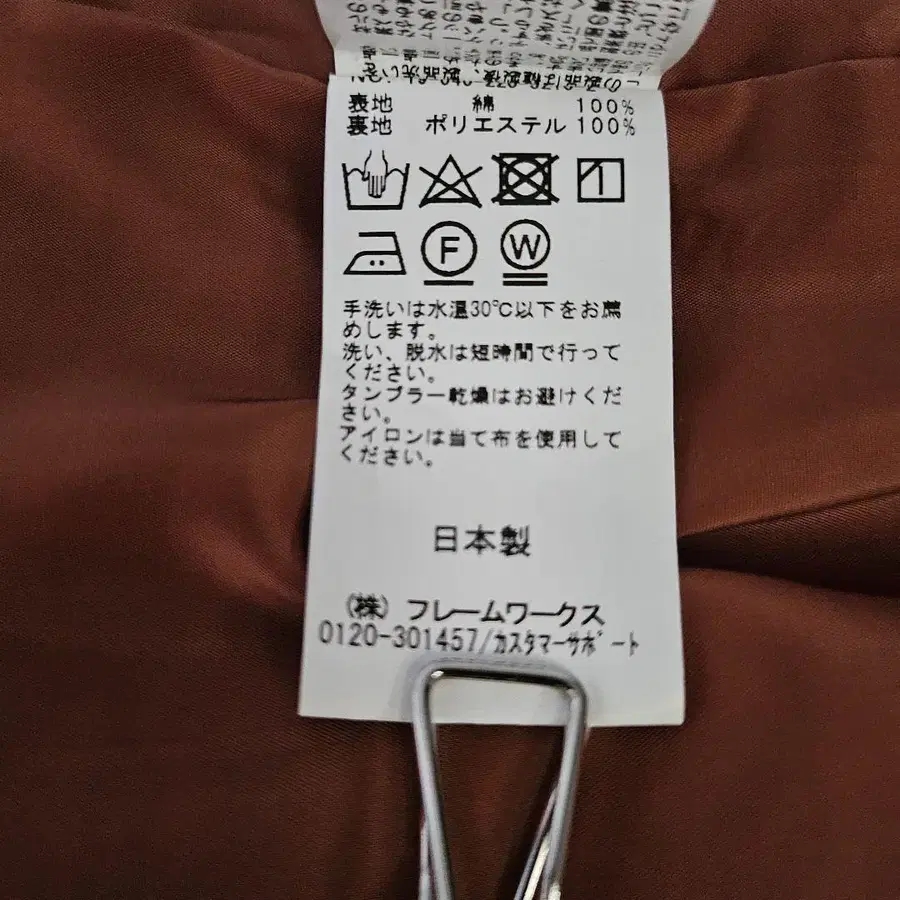 表地 綿 100%
裏地 ポリエステル 100%
F W
手洗いは水温30℃以下をお薦
めします。
洗い、脱水は短時間で行って
ください。
タンブラー乾燥はお避けくだ
さい。
アイロンは当て布を使用して
ください。
日本製
(株) フレームワークス
0120-301457/カスタマーサポート